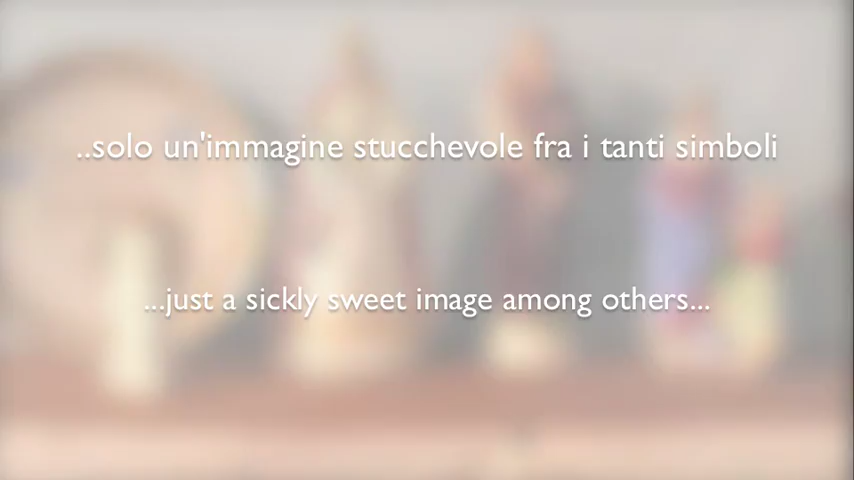 ..solo un'immagine stucchevole fra i tanti simboli
...just a sickly sweet image among others...